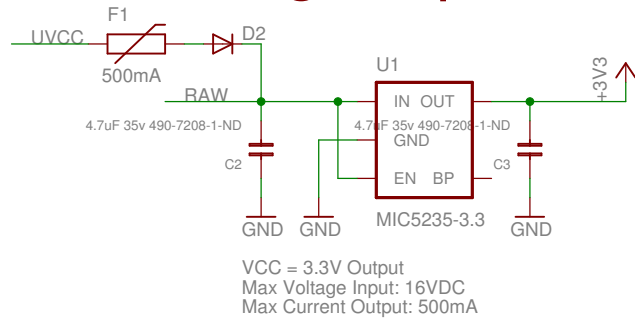 F1
UVCC
D2
500mA
U1
RAW
IN OUT
+3V3
4.7uF 35v 490-7208-1-ND
4.7uF 35v 490-7208-1-ND
GND
C2
C3
EN BP
GND
GND
MIC5235-3.3
GND
VCC = 3.3V Output
Max Voltage Input: 16VDC
Max Current Output: 500mA